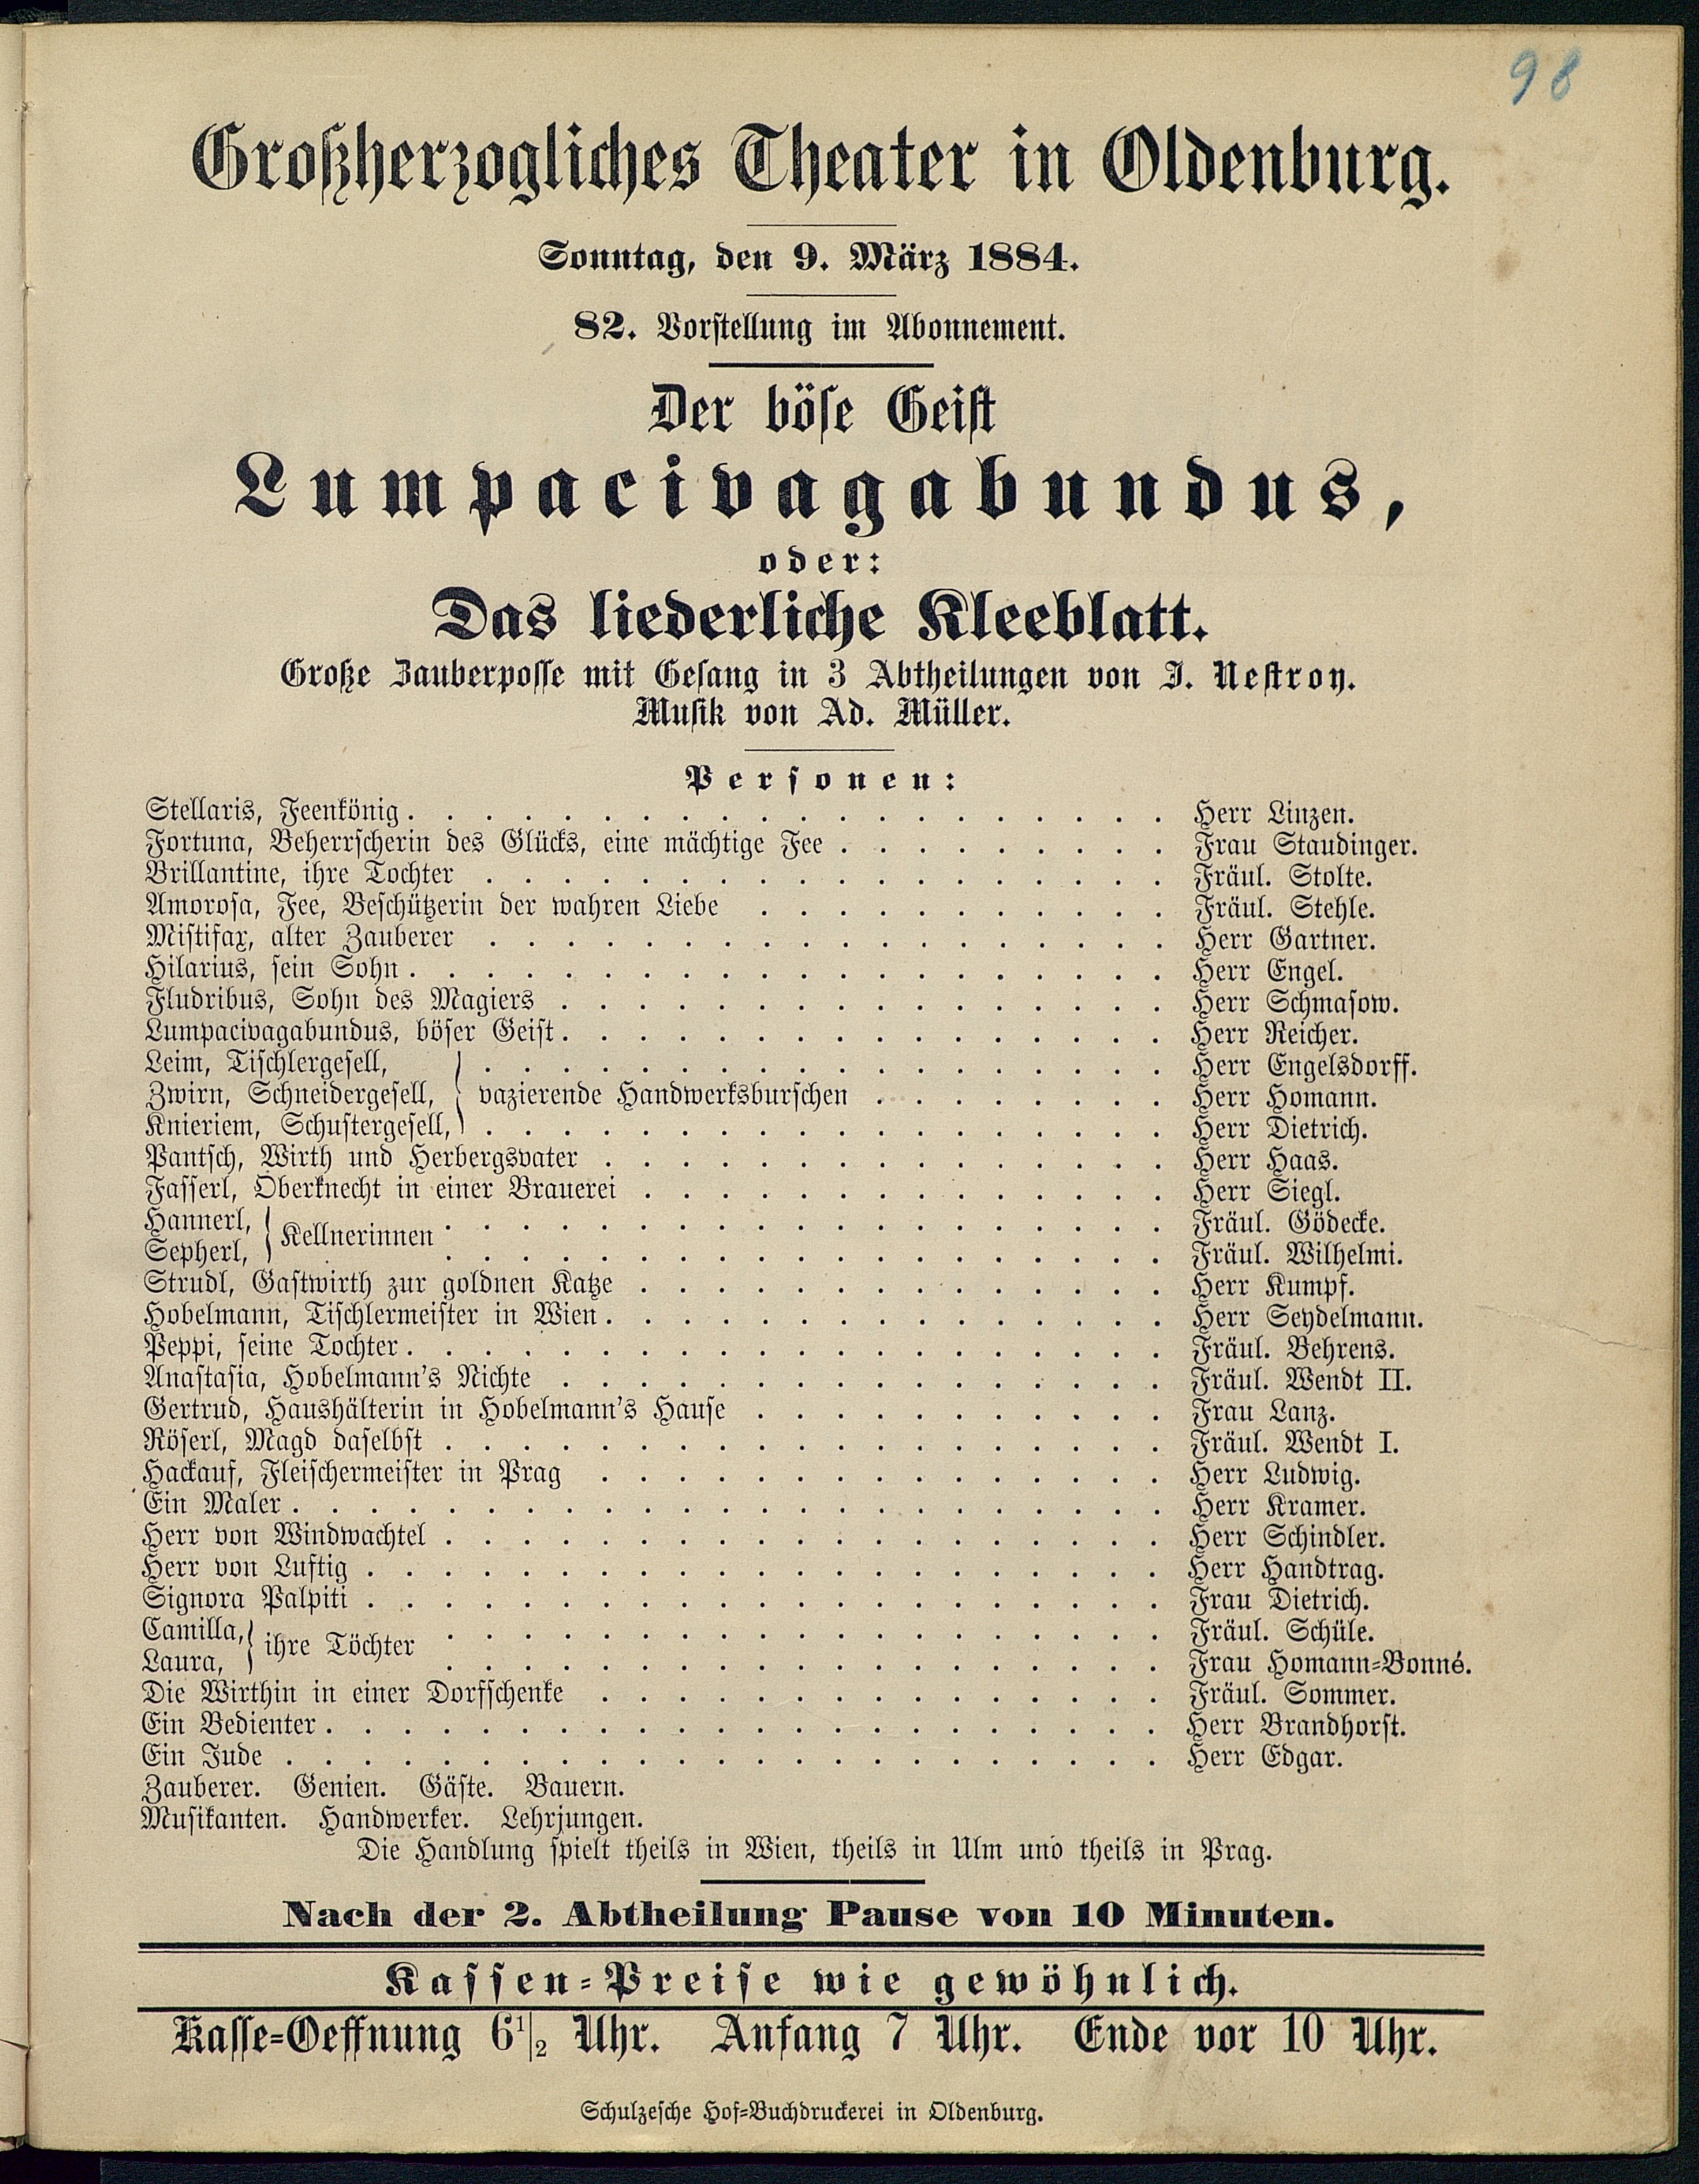 98
Großherzogliches Theater in Oldenburg.
Sonntag, den 9. März 1884.
82. Vorstellung im Abonnement.
Der böse Geist
Lumpacivagabundus,
oder:
Das liederliche Kleeblatt.
Große Zauberposse mit Gesang in 3 Abtheilungen von J. Nestroy.
Musik von Ad. Müller.
Personen:
Stellaris, Feenkönig . . . Herr Linzen.
Fortuna, Beherrscherin des Glücks, eine mächtige Fee . . . Frau Staudinger.
Brillantine, ihre Tochter . . . Fräul. Stolte.
Amorosa, Fee, Beschützerin der wahren Liebe . . . Fräul. Stehle.
Mistifax, alter Zauberer . . . Herr Gartner.
Hilarius, sein Sohn . . . Herr Engel.
Fludribus, Sohn des Magiers . . . Herr Schmasow.
Lumpacivagabundus, böser Geist . . . Herr Reicher.
Leim, Tischlergesell, . . . Herr Engelsdorff.
Zwirn, Schneidergesell, } vazierende Handwerksburschen . . . Herr Homann.
Knieriem, Schustergesell, . . . Herr Dietrich.
Pantsch, Wirth und Herbergsvater . . . Herr Haas.
Fasserl, Oberknecht in einer Brauerei . . . Herr Siegl.
Hannerl, } Kellnerinnen . . . Fräul. Gödecke.
Sepherl, . . . Fräul. Wilhelmi.
Strudl, Gastwirth zur goldnen Katze . . . Herr Kumpf.
Hobelmann, Tischlermeister in Wien . . . Herr Seydelmann.
Peppi, seine Tochter . . . Fräul. Behrens.
Anastasia, Hobelmann's Nichte . . . Fräul. Wendt II.
Gertrud, Haushälterin in Hobelmann's Hause . . . Frau Lanz.
Röserl, Magd daselbst . . . Fräul. Wendt I.
Hackauf, Fleischermeister in Prag . . . Herr Ludwig.
Ein Maler . . . Herr Kramer.
Herr von Windwachtel . . . Herr Schindler.
Herr von Luftig . . . Herr Handtrag.
Signora Palpiti . . . Frau Dietrich.
Camilla, } ihre Töchter . . . Fräul. Schüle.
Laura, . . . Frau Homann-Bonné.
Die Wirthin in einer Dorfschenke . . . Fräul. Sommer.
Ein Bedienter . . . Herr Brandhorst.
Ein Jude . . . Herr Edgar.
Zauberer. Genien. Gäste. Bauern.
Musikanten. Handwerker. Lehrjungen.
Die Handlung spielt theils in Wien, theils in Ulm und theils in Prag.
Nach der 2. Abtheilung Pause von 10 Minuten.
Kassen-Preise wie gewöhnlich.
Kasse-Oeffnung 6 1/2 Uhr. Anfang 7 Uhr. Ende vor 10 Uhr.
Schulzesche Hof-Buchdruckerei in Oldenburg.